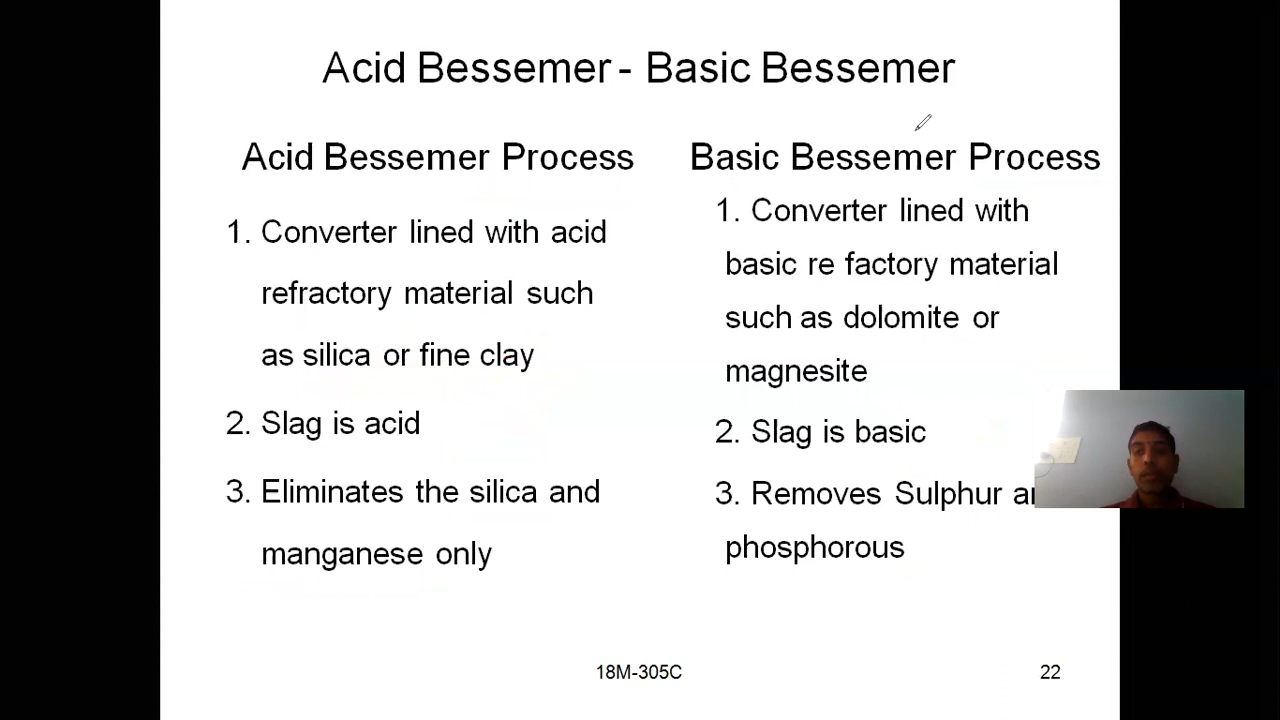 Acid Bessemer - Basic Bessemer
Acid Bessemer Process
1. Converter lined with acid
refractory material such
as silica or fine clay
2. Slag is acid
3. Eliminates the silica and
manganese only
Basic Bessemer Process
1. Converter lined with
basic re factory material
such as dolomite or
magnesite
2. Slag is basic
3. Removes Sulphur
phosphorous
18M-305C
22